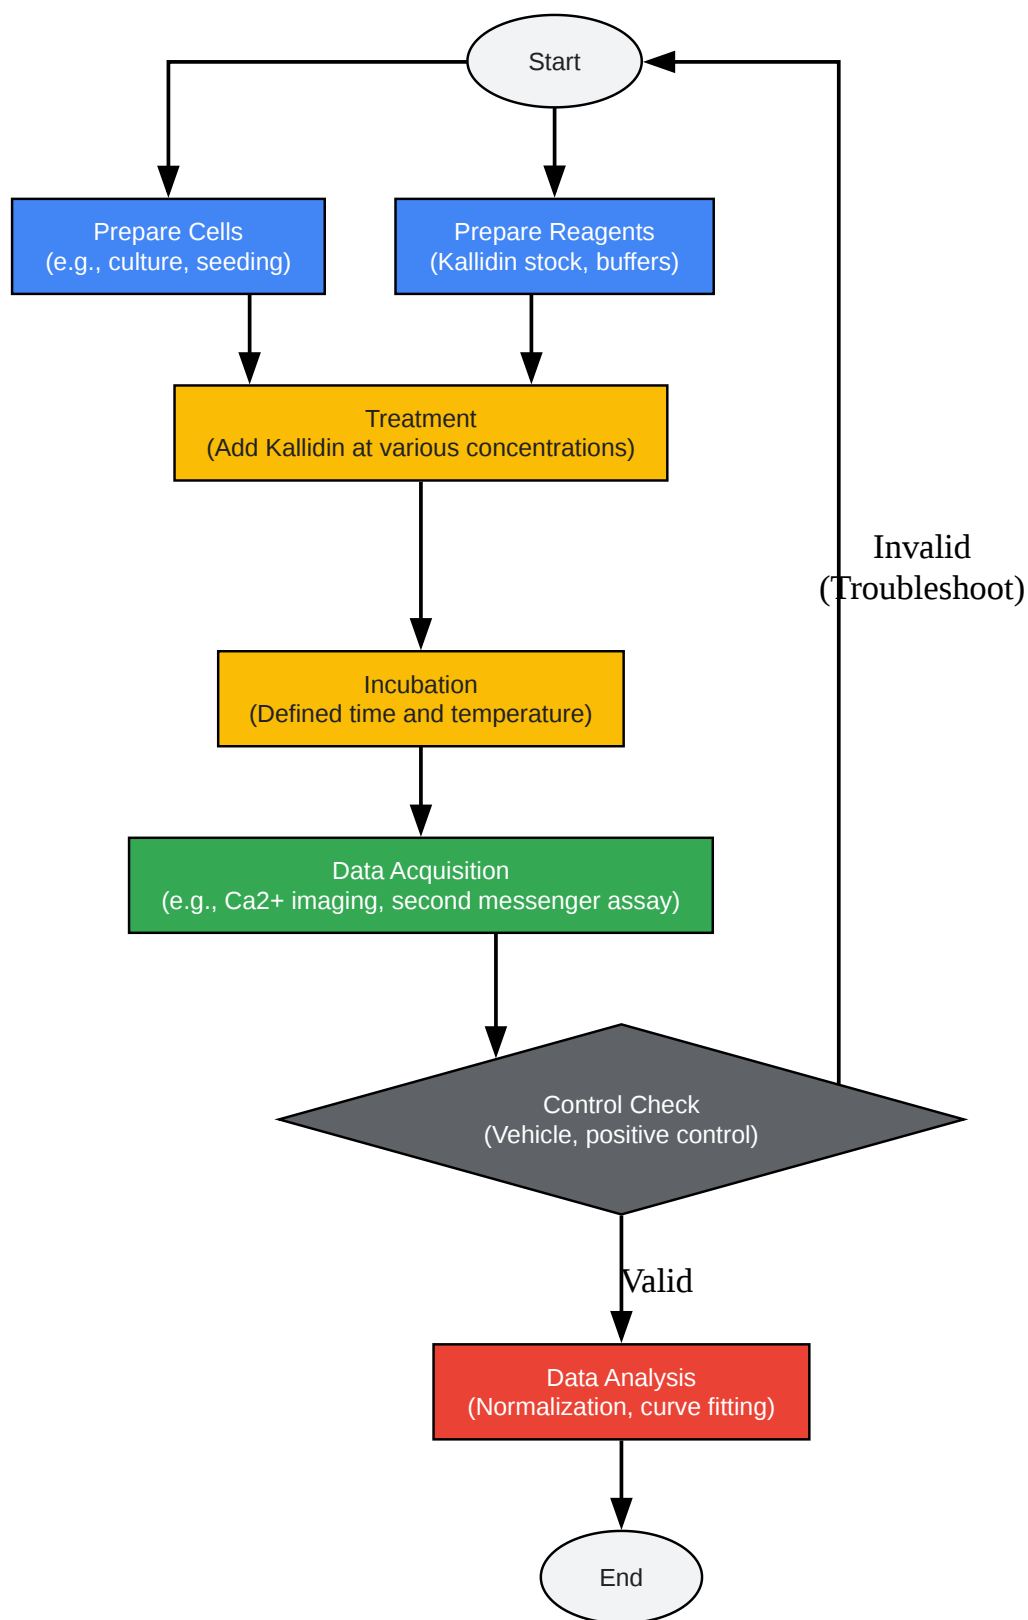 Start
Prepare Cells
(e.g., culture, seeding)
Prepare Reagents
(Kallidin stock, buffers)
Treatment
(Add Kallidin at various concentrations)
Invalid
(Troubleshoot)
Incubation
(Defined time and temperature)
Data Acquisition
(e.g., Ca2+ imaging, second messenger assay)
Control Check
(Vehicle, positive control)
Valid
Data Analysis
(Normalization, curve fitting)
End